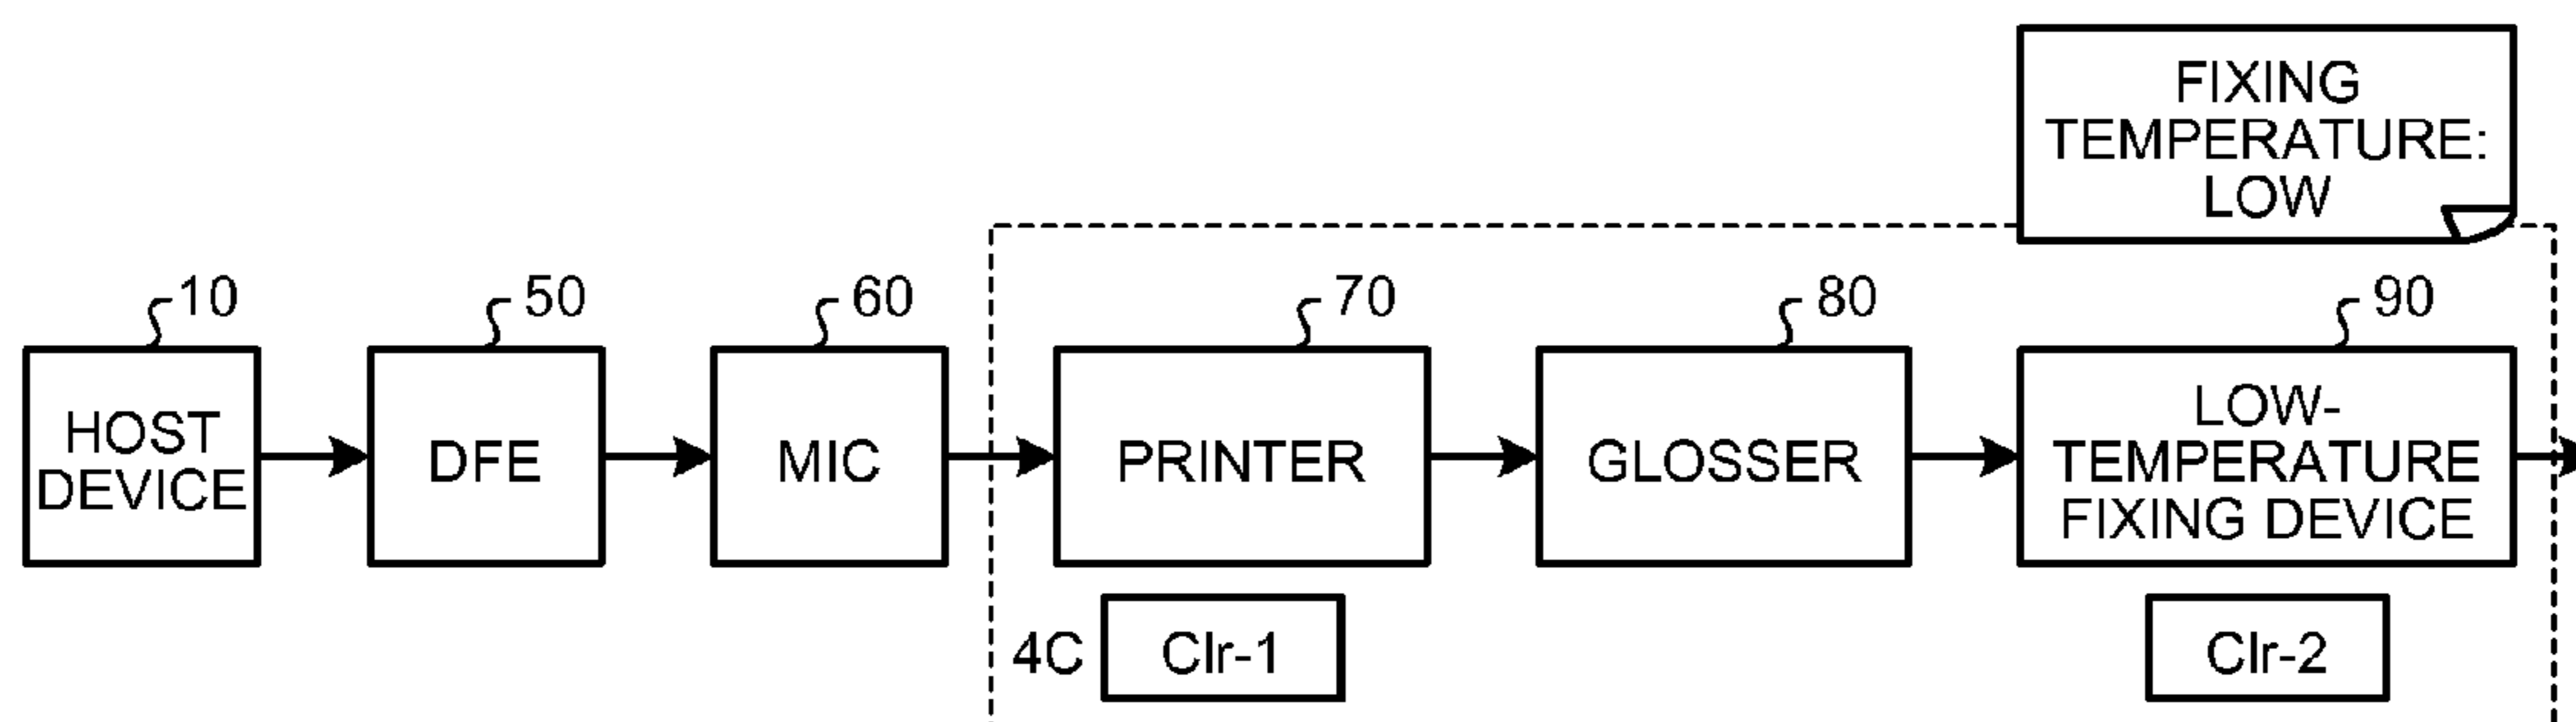 FIXING
TEMPERATURE:
LOW
10
50
60
70
80
90
HOST
DEVICE
DFE
MIC
PRINTER
GLOSSER
LOW-
TEMPERATURE
FIXING DEVICE
4C
Clr-1
Clr-2